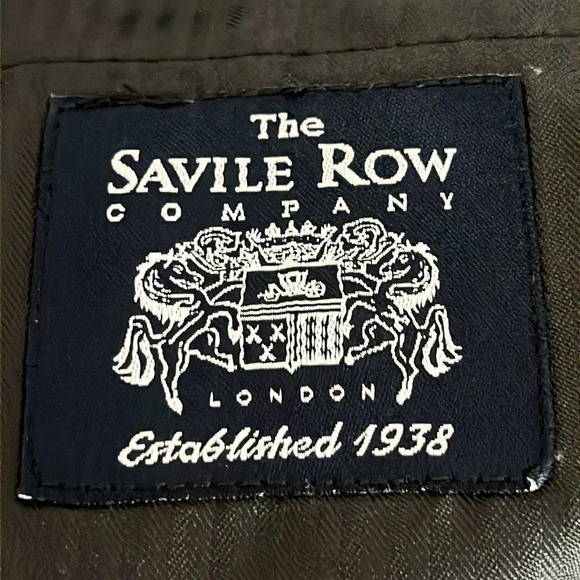 The
SAVILE ROW
COMPANY
LONDON
Established 1938